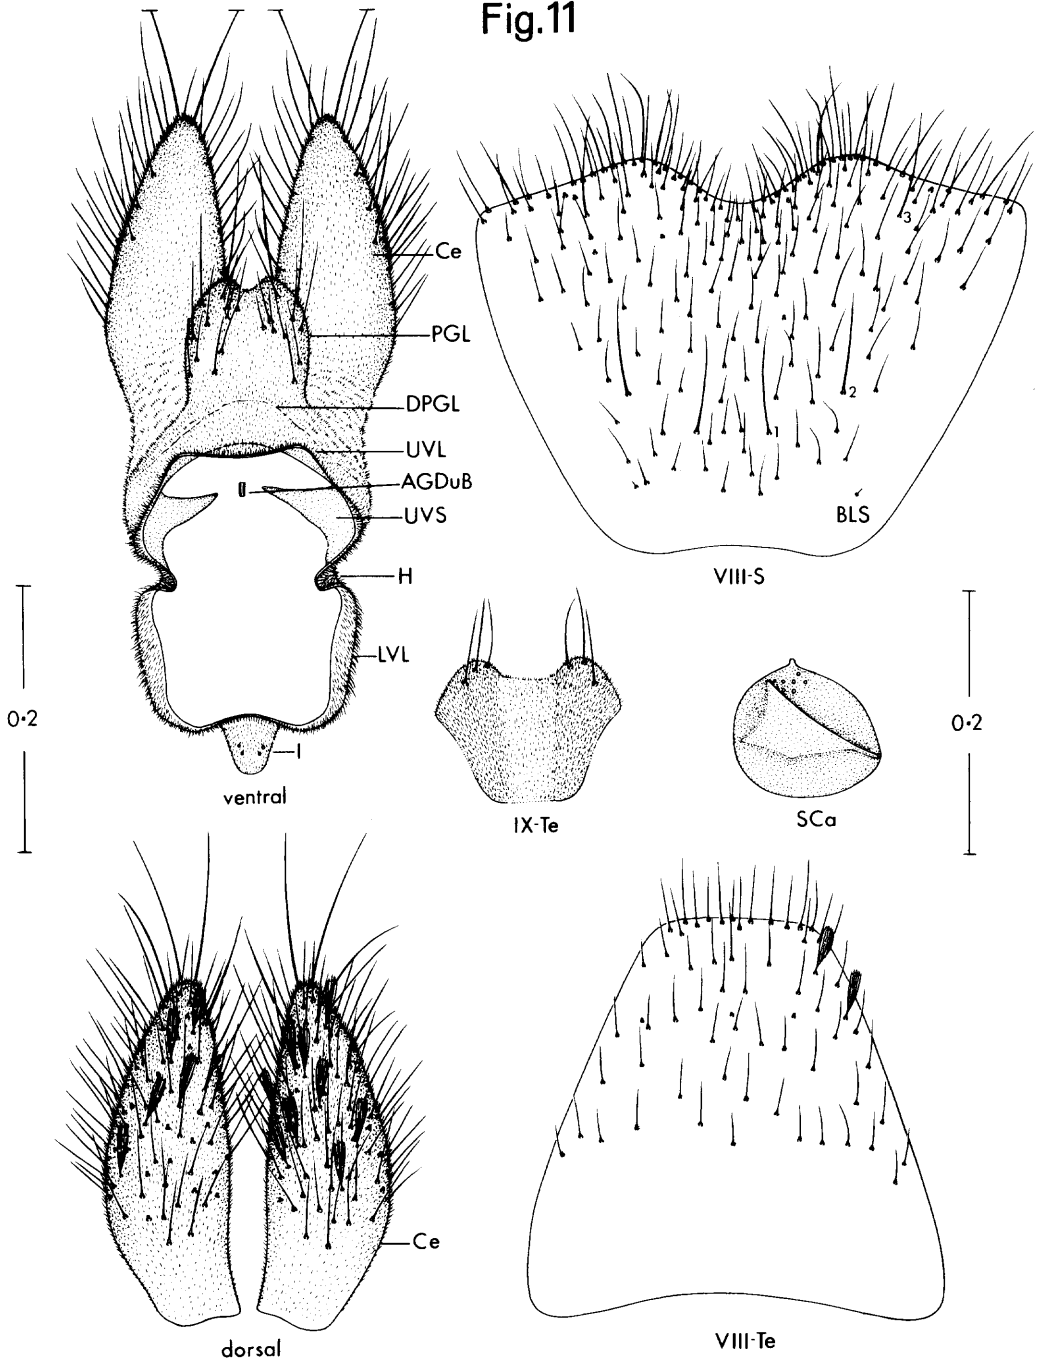 Fig.11
Ce
PGL
DPGL
UVL
AGDuB
UVS
H
LVL
I
ventral
0·2
3
2
1
BLS
VIII-S
IX-Te
SCa
0·2
Ce
dorsal
VIII-Te